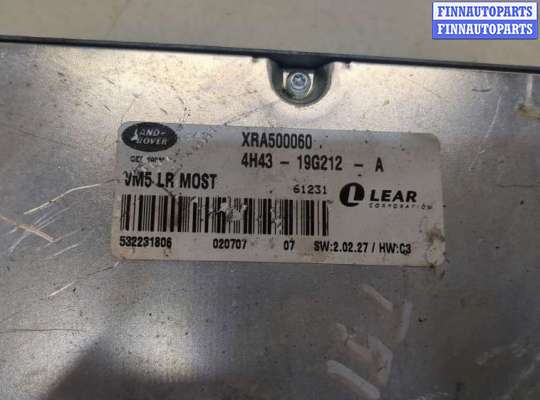 FINNAUTOPARTS
FINNAUTOPARTS
LAND-
ROVER
XRA500060
4H43 - 19G212 - A
VM5 LR MOST
61231
LEAR
CORPORATION
532231806 020707 07 SW:2.02.27 / HW:C3